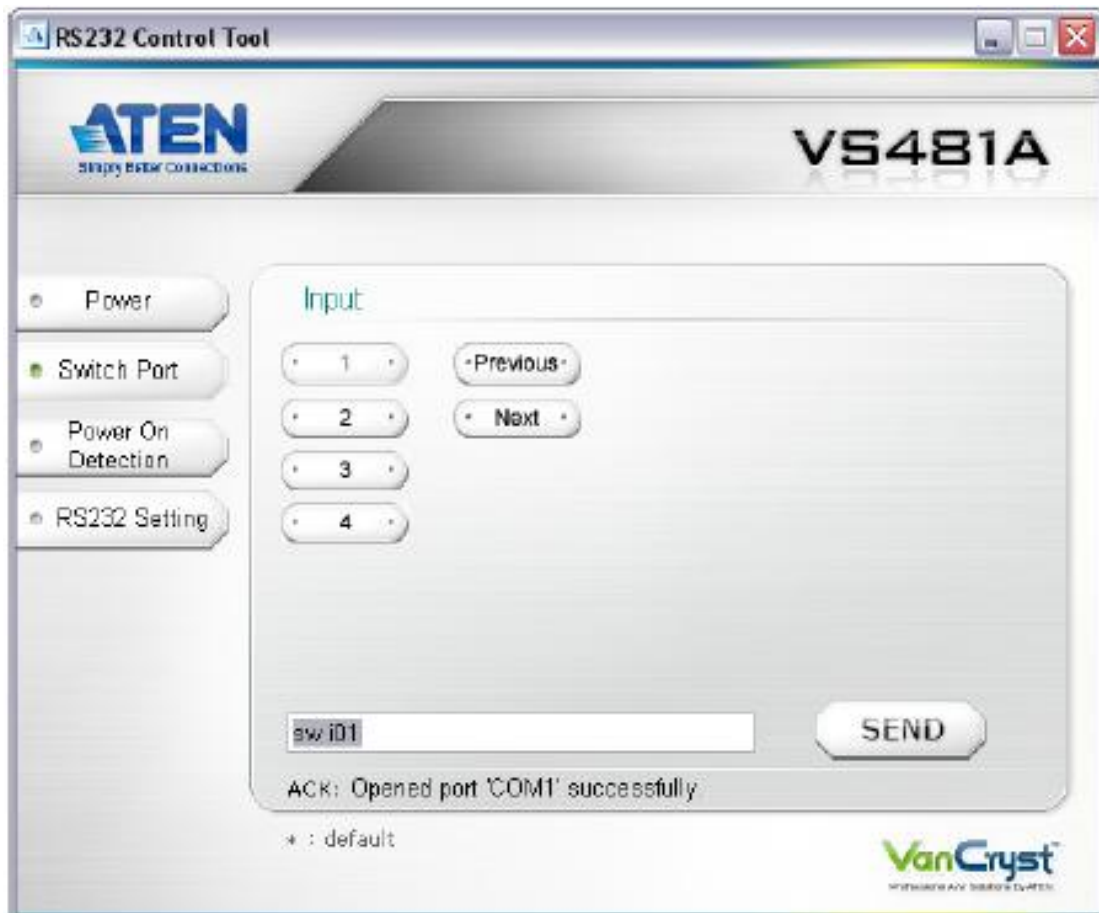 RS232 Control Tool
ATEN
Simply Better Connections
VS481A
Power
Switch Port
Power On
Detection
RS232 Setting
Input
1
Previous
2
Next
3
4
sw i01
SEND
ACK: Opened port 'COM1' successfully
* : default
VanCryst